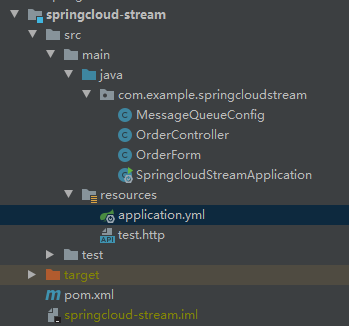 springcloud-stream
src
main
java
com.example.springcloudstream
MessageQueueConfig
OrderController
OrderForm
SpringcloudStreamApplication
resources
application.yml
API
test.http
test
target
m pom.xml
springcloud-stream.iml